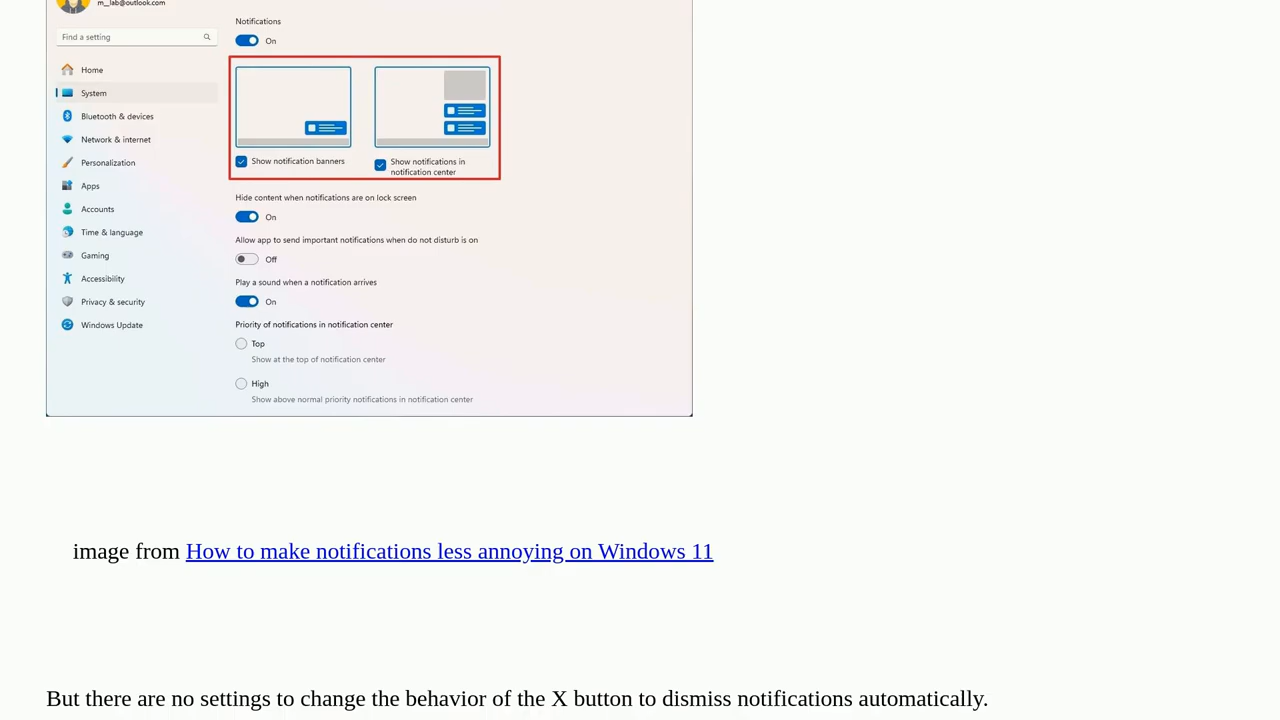 m__lab@outlook.com
Find a setting
Home
System
Bluetooth & devices
Network & internet
Personalization
Apps
Accounts
Time & language
Gaming
Accessibility
Privacy & security
Windows Update
Notifications
On
Show notification banners
Show notifications in
notification center
Hide content when notifications are on lock screen
On
Allow app to send important notifications when do not disturb is on
Off
Play a sound when a notification arrives
On
Priority of notifications in notification center
Top
Show at the top of notification center
High
Show above normal priority notifications in notification center
image from How to make notifications less annoying on Windows 11
But there are no settings to change the behavior of the X button to dismiss notifications automatically.